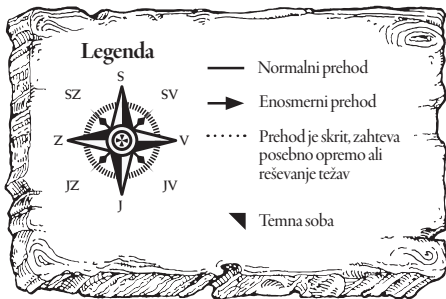 Legenda
S
SZ
SV
Z
V
JZ
JV
J
Normalni prehod
Enosmerni prehod
Prehod je skrit, zahteva
posebno opremo ali
reševanje težav
Temna soba